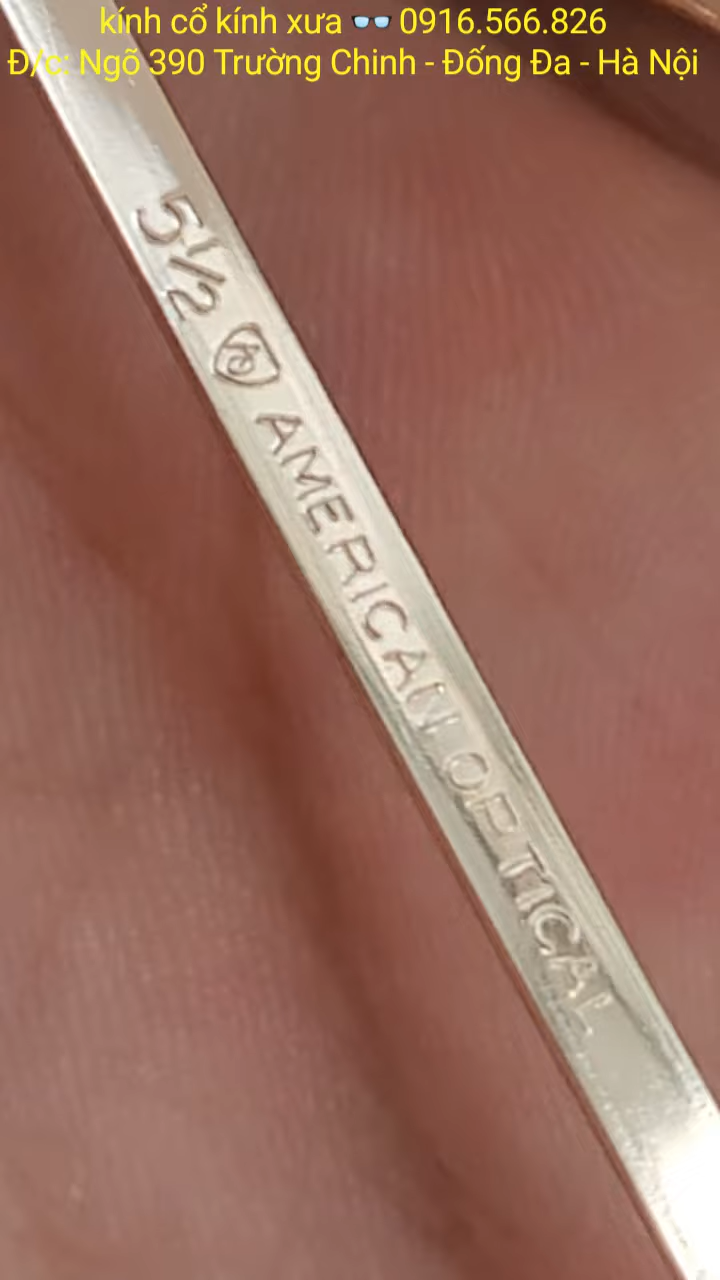 kính cổ kính xưa 👓 0916.566.826
Đ/c: Ngõ 390 Trường Chinh - Đống Đa - Hà Nội
5½ AO AMERICAN OPTICAL